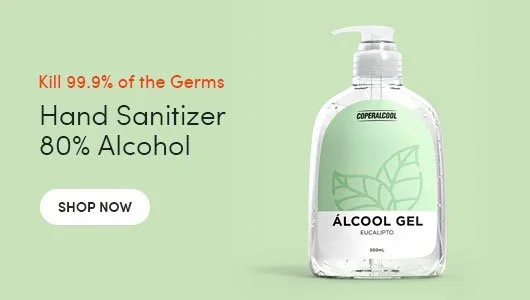 Kill 99.9% of the Germs
Hand Sanitizer
80% Alcohol
SHOP NOW
COPERALCOOL
ÁLCOOL GEL
EUCALIPTO
500mL